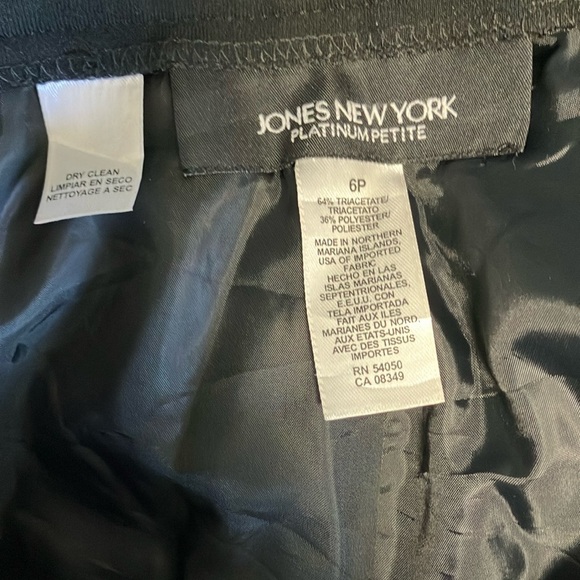 JONES NEW YORK
PLATINUM PETITE
DRY CLEAN
LIMPIAR EN SECO
NETTOYAGE A SEC
6P
64% TRIACETATE/
TRIACETATO
36% POLYESTER/
POLIESTER
MADE IN NORTHERN
MARIANA ISLANDS,
USA OF IMPORTED
FABRIC
HECHO EN LAS
ISLAS MARIANAS
SEPTENTRIONALES,
E.E.U.U. CON
TELA IMPORTADA
FAIT AUX ILES
MARIANES DU NORD,
AUX ETATS-UNIS
AVEC DES TISSUS
IMPORTES
RN 54050
CA 08349